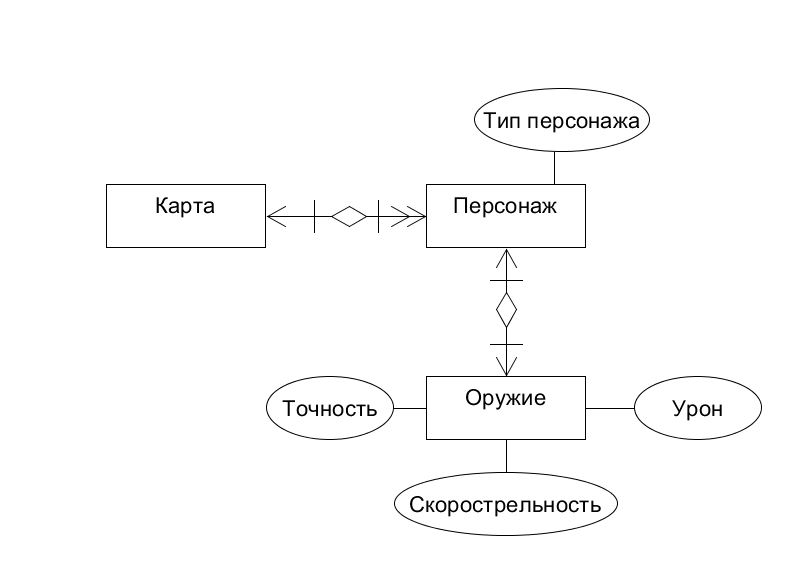 Тип персонажа
Карта
Персонаж
Точность
Оружие
Урон
Скорострельность